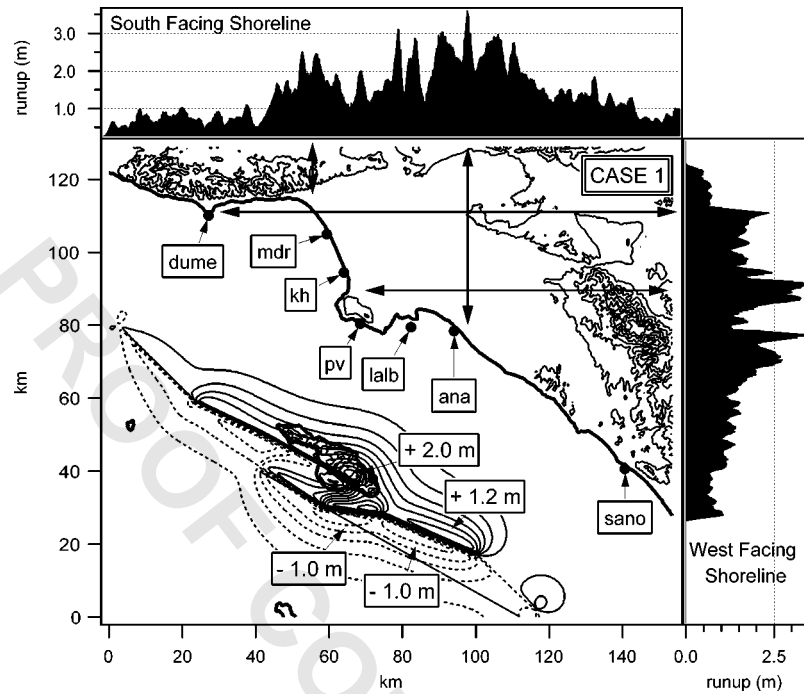 South Facing Shoreline
runup (m)
3.0
2.0
1.0
CASE 1
120
100
80
60
40
20
0
km
dume
mdr
kh
pv
lalb
ana
sano
+ 2.0 m
+ 1.2 m
- 1.0 m
- 1.0 m
0 20 40 60 80 100 120 140
km
West Facing
Shoreline
0.0 2.5
runup (m)
PROOF CO